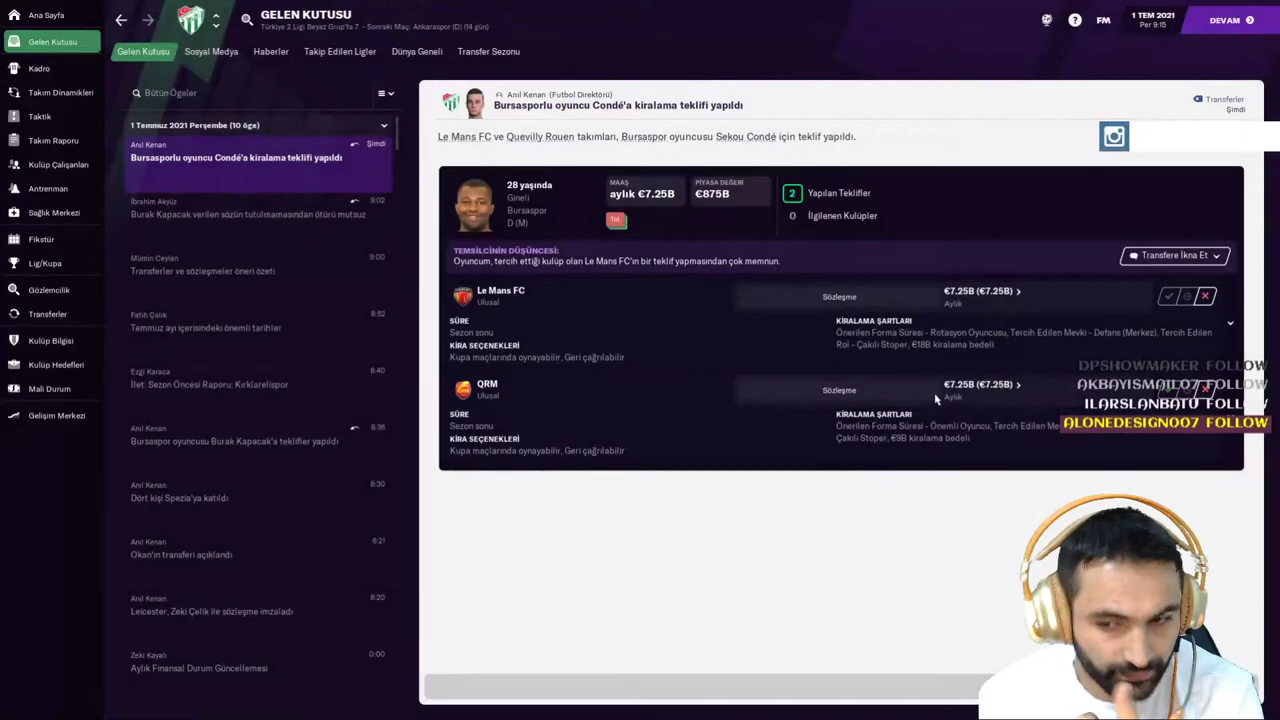 Ana Sayfa
Gelen Kutusu
Kadro
Takım Dinamikleri
Taktik
Takım Raporu
Kulüp Çalışanları
Antrenman
Sağlık Merkezi
Fikstür
Lig/Kupa
Gözlemcilik
Transferler
Kulüp Bilgisi
Kulüp Hedefleri
Mali Durum
Gelişim Merkezi
GELEN KUTUSU
Türkiye 2.Ligi Beyaz Grup'ta 7. - Sonraki Maç: Ankaraspor (D) (14 gün)
FM
1 TEM 2021
Per 9:15
DEVAM
Gelen Kutusu Sosyal Medya Haberler Takip Edilen Ligler Dünya Geneli Transfer Sezonu
Bütün Ögeler
1 Temmuz 2021 Perşembe (10 öge)
Anıl Kenan Şimdi
Bursasporlu oyuncu Condé'a kiralama teklifi yapıldı
İbrahim Akyüz 9:02
Burak Kapacak verilen sözün tutulmamasından ötürü mutsuz
Mümin Ceylan 9:00
Transferler ve sözleşmeler öneri özeti
Fatih Çalık 8:52
Temmuz ayı içerisindeki önemli tarihler
Ezgi Karaca 8:40
İlet: Sezon Öncesi Raporu: Kırklarelispor
Anıl Kenan 8:36
Bursaspor oyuncusu Burak Kapacak'a teklifler yapıldı
Anıl Kenan 8:30
Dört kişi Spezia'ya katıldı
Anıl Kenan 8:21
Okan'ın transferi açıklandı
Anıl Kenan 8:20
Leicester, Zeki Çelik ile sözleşme imzaladı
Zeki Kayalı 0:00
Aylık Finansal Durum Güncellemesi
Anıl Kenan (Futbol Direktörü)
Bursasporlu oyuncu Condé'a kiralama teklifi yapıldı
Transferler
Şimdi
Le Mans FC ve Quevilly Rouen takımları, Bursaspor oyuncusu Sekou Condé için teklif yapıldı.
28 yaşında
Gineli
Bursaspor
D (M)
MAAŞ
aylık €7.25B
Tst
PİYASA DEĞERİ
€875B
2 Yapılan Teklifler
0 İlgilenen Kulüpler
TEMSİLCİNİN DÜŞÜNCESİ:
Oyuncum, tercih ettiği kulüp olan Le Mans FC'ın bir teklif yapmasından çok memnun.
Transfere İkna Et
Le Mans FC
Ulusal
Sözleşme
€7.25B (€7.25B)
Aylık
SÜRE
Sezon sonu
KİRA SEÇENEKLERİ
Kupa maçlarında oynayabilir, Geri çağrılabilir
KİRALAMA ŞARTLARI
Önerilen Forma Süresi - Rotasyon Oyuncusu, Tercih Edilen Mevki - Defans (Merkez), Tercih Edilen
Rol - Çakılı Stoper, €18B kiralama bedeli
QRM
Ulusal
Sözleşme
€7.25B (€7.25B)
Aylık
SÜRE
Sezon sonu
KİRA SEÇENEKLERİ
Kupa maçlarında oynayabilir, Geri çağrılabilir
KİRALAMA ŞARTLARI
Önerilen Forma Süresi - Önemli Oyuncu, Tercih Edilen
Çakılı Stoper, €9B kiralama bedeli
DPSHOWMAKER FOLLOW
AKBAYISMAIL07 FOLLOW
ILARSLANBATU FOLLOW
ALONEDESIGN007 FOLLOW